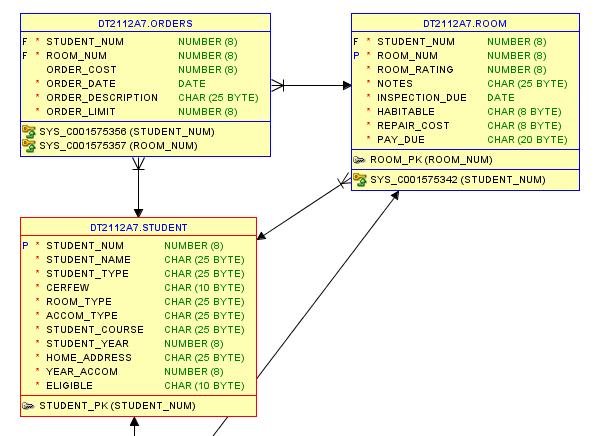 DT2112A7.ORDERS
F * STUDENT_NUM NUMBER (8)
F * ROOM_NUM NUMBER (8)
ORDER_COST NUMBER (8)
* ORDER_DATE DATE
* ORDER_DESCRIPTION CHAR (25 BYTE)
* ORDER_LIMIT NUMBER (8)
SYS_C001575356 (STUDENT_NUM)
SYS_C001575357 (ROOM_NUM)
DT2112A7.ROOM
F * STUDENT_NUM NUMBER (8)
P * ROOM_NUM NUMBER (8)
* ROOM_RATING NUMBER (8)
* NOTES CHAR (25 BYTE)
* INSPECTION_DUE DATE
* HABITABLE CHAR (8 BYTE)
* REPAIR_COST CHAR (8 BYTE)
* PAY_DUE CHAR (20 BYTE)
ROOM_PK (ROOM_NUM)
SYS_C001575342 (STUDENT_NUM)
DT2112A7.STUDENT
P * STUDENT_NUM NUMBER (8)
* STUDENT_NAME CHAR (25 BYTE)
* STUDENT_TYPE CHAR (25 BYTE)
* CERFEW CHAR (10 BYTE)
* ROOM_TYPE CHAR (25 BYTE)
* ACCOM_TYPE CHAR (25 BYTE)
* STUDENT_COURSE CHAR (25 BYTE)
* STUDENT_YEAR NUMBER (8)
* HOME_ADDRESS CHAR (25 BYTE)
* YEAR_ACCOM NUMBER (8)
* ELIGIBLE CHAR (10 BYTE)
STUDENT_PK (STUDENT_NUM)